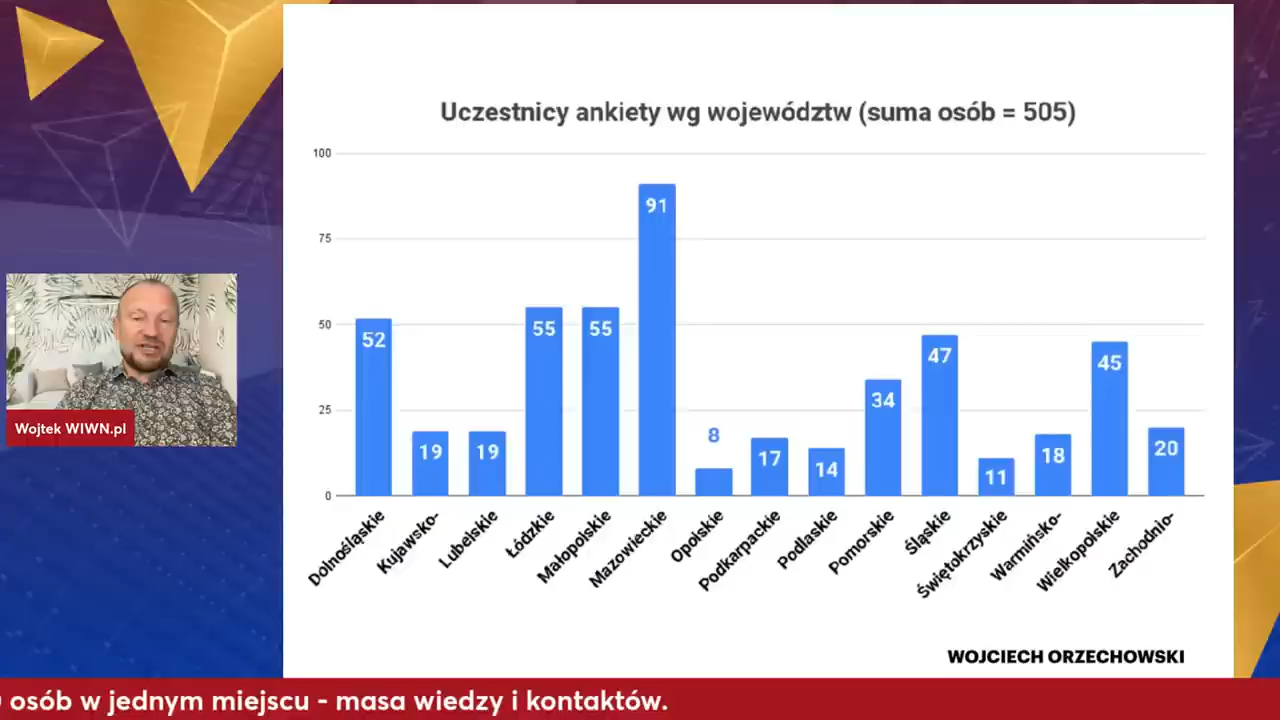 Uczestnicy ankiety wg województw (suma osób = 505)
100
75
50
25
0
52
19
19
55
55
91
8
17
14
34
47
11
18
45
20
Dolnośląskie
Kujawsko-
Lubelskie
Łódzkie
Małopolskie
Mazowieckie
Opolskie
Podkarpackie
Podlaskie
Pomorskie
Śląskie
Świętokrzyskie
Warmińsko-
Wielkopolskie
Zachodnio-
Wojtek WIWN.pl
WOJCIECH ORZECHOWSKI
osób w jednym miejscu - masa wiedzy i kontaktów.